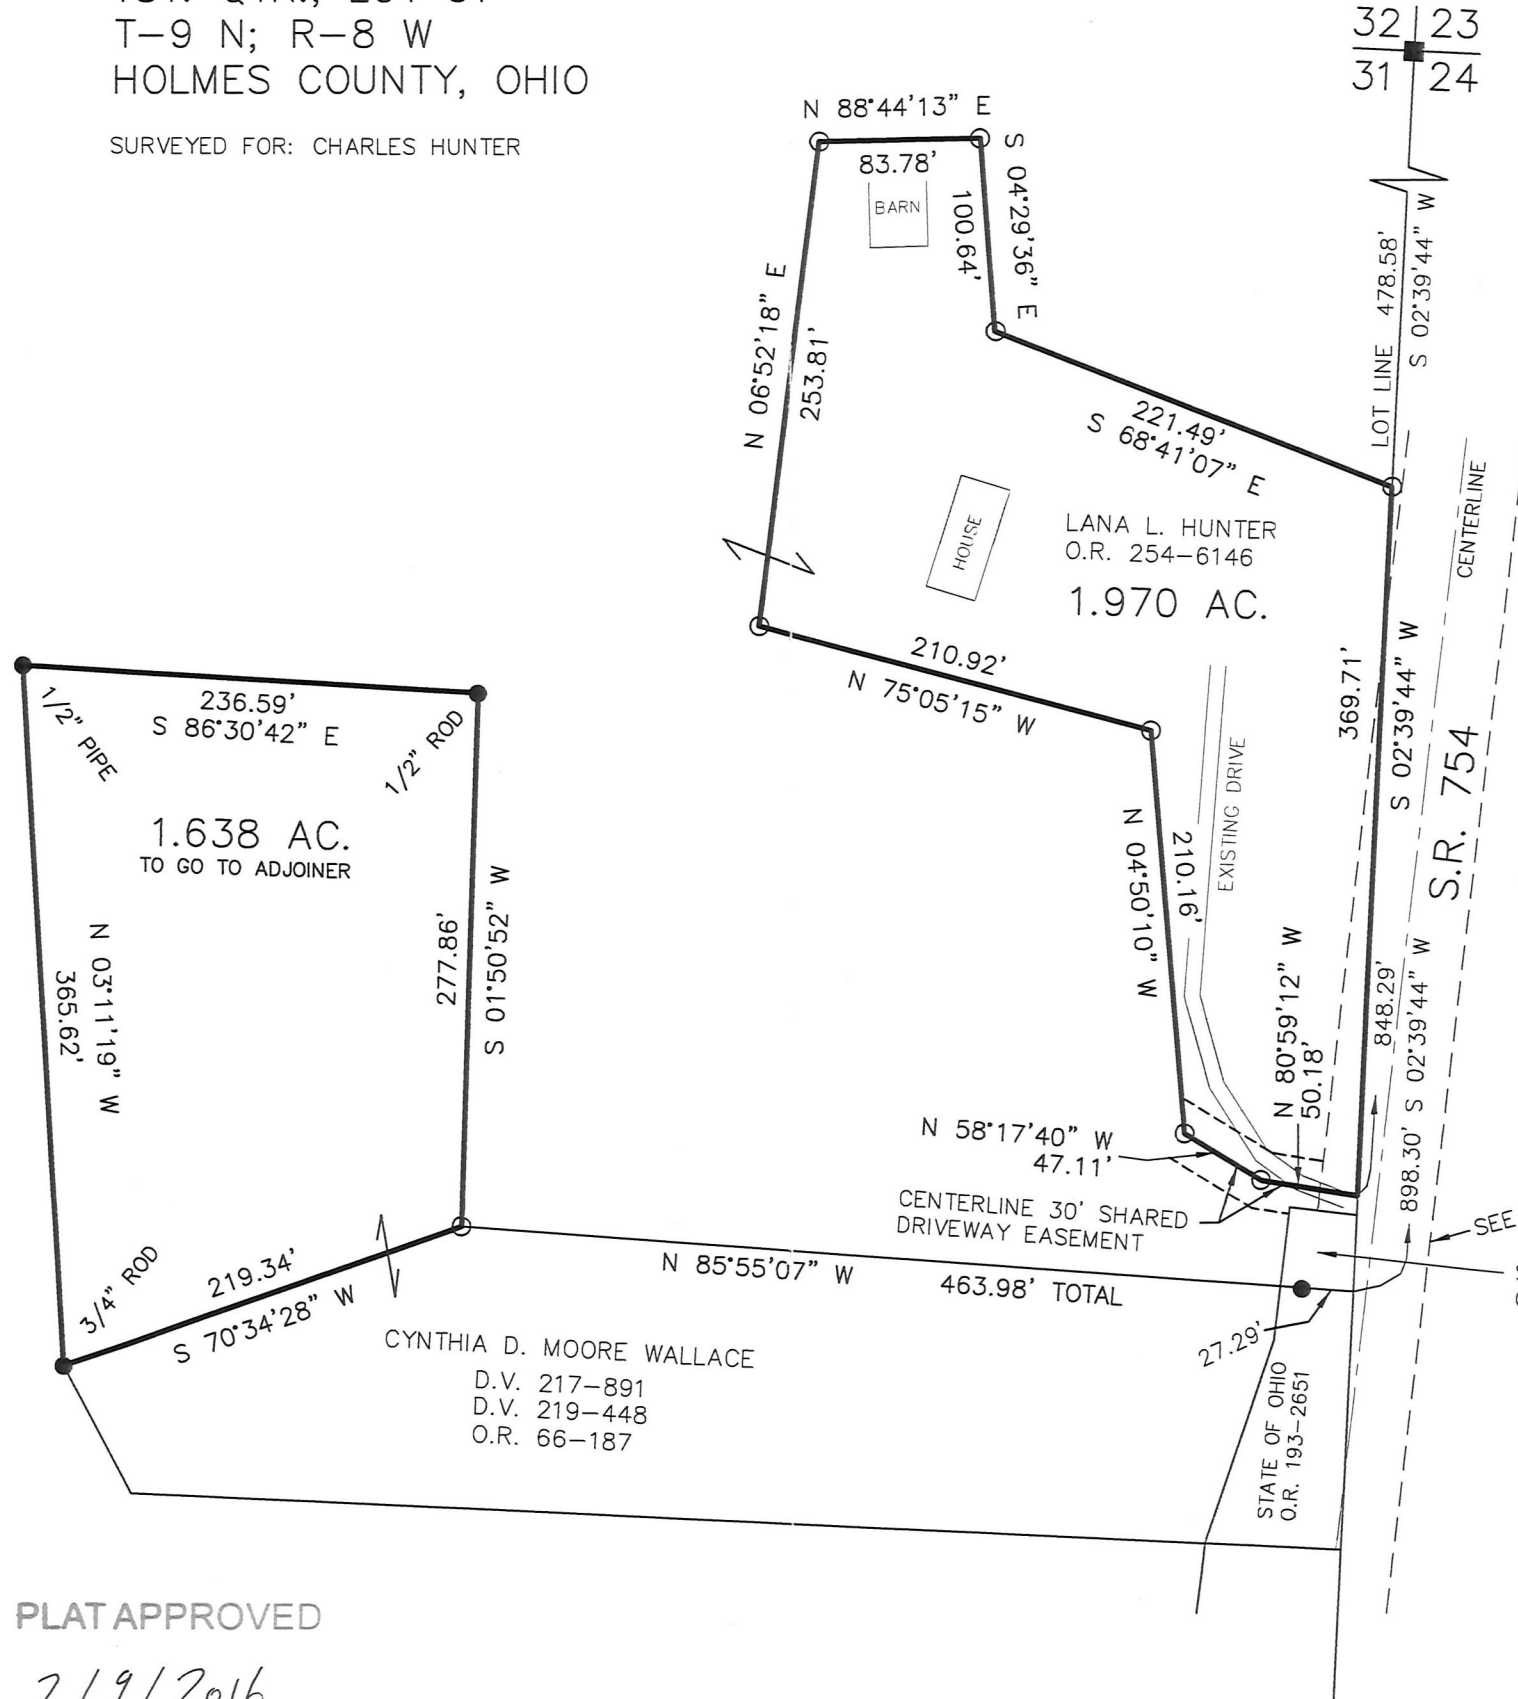 T-9 N; R-8 W
HOLMES COUNTY, OHIO
SURVEYED FOR: CHARLES HUNTER
32 23
31 24
N 88°44'13" E
83.78'
BARN
S 04°29'36" E
100.64'
N 06°52'18" E
253.81'
221.49'
S 68°41'07" E
LOT LINE 478.58'
S 02°39'44" W
CENTERLINE
HOUSE
LANA L. HUNTER
O.R. 254-6146
1.970 AC.
210.92'
N 75°05'15" W
369.71'
S 02°39'44" W
S.R. 754
EXISTING DRIVE
210.16'
N 04°50'10" W
236.59'
S 86°30'42" E
1/2" PIPE
1/2" ROD
1.638 AC.
TO GO TO ADJOINER
N 03°11'19" W
365.62'
277.86'
S 01°50'52" W
N 80°59'12" W
50.18'
848.29'
898.30' S 02°39'44" W
N 58°17'40" W
47.11'
CENTERLINE 30' SHARED
DRIVEWAY EASEMENT
SEE
3/4" ROD
219.34'
S 70°34'28" W
N 85°55'07" W 463.98' TOTAL
27.29'
CYNTHIA D. MOORE WALLACE
D.V. 217-891
D.V. 219-448
O.R. 66-187
STATE OF OHIO
O.R. 193-2651
PLAT APPROVED
2/9/2016